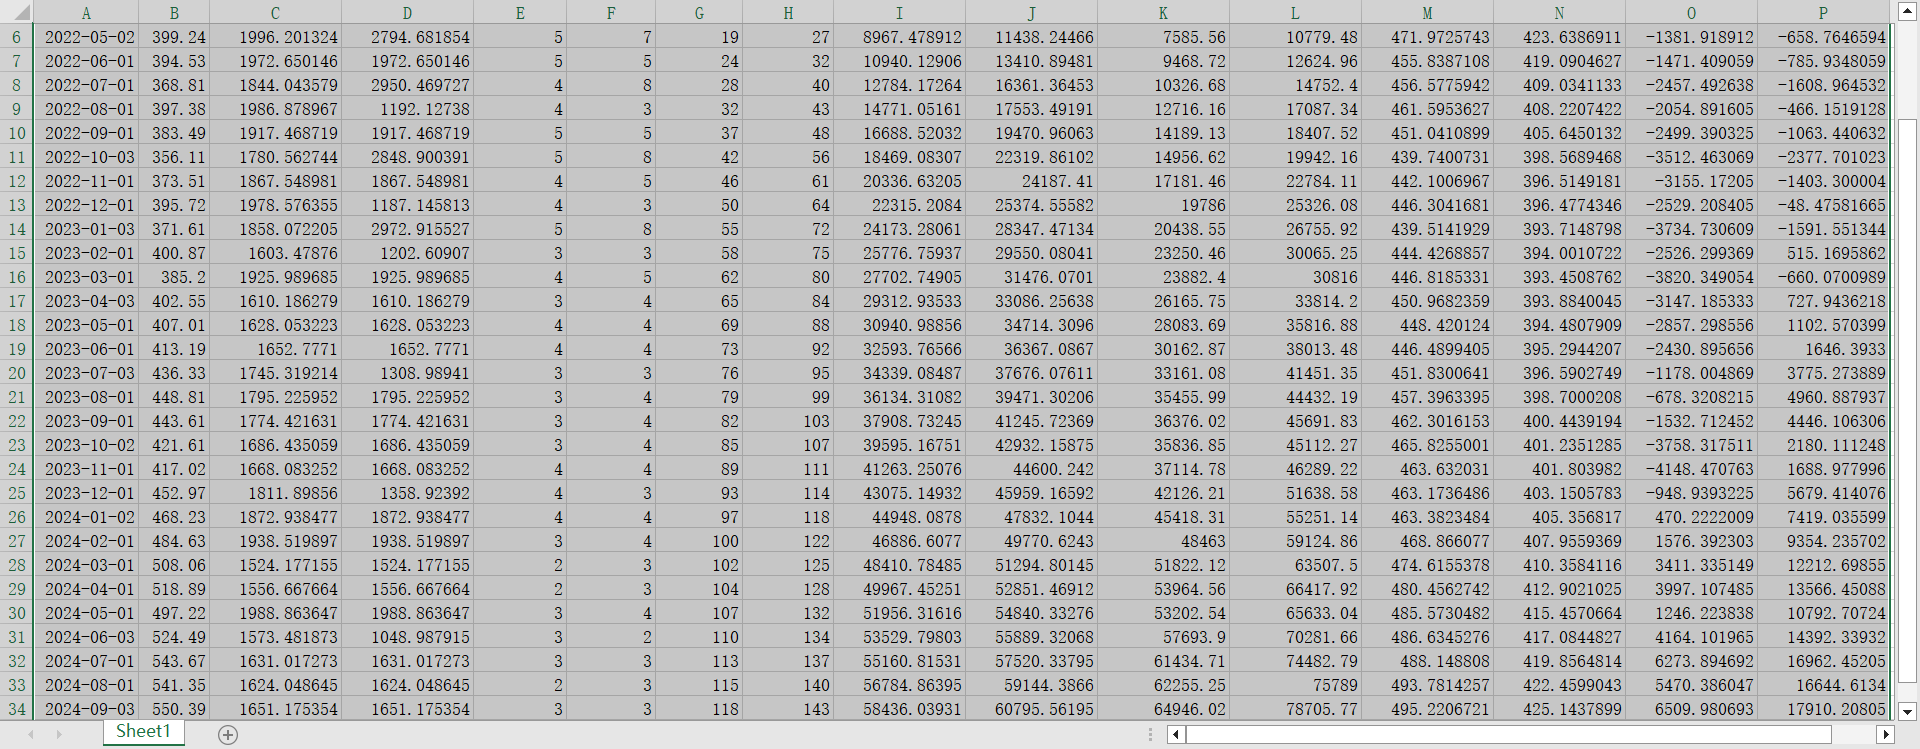 A B C D E F G H I J K L M N O P
6 2022-05-02 399.24 1996.201324 2794.681854 5 7 19 27 8967.478912 11438.24466 7585.56 10779.48 471.9725743 423.6386911 -1381.918912 -658.7646594
7 2022-06-01 394.53 1972.650146 1972.650146 5 5 24 32 10940.12906 13410.89481 9468.72 12624.96 455.8387108 419.0904627 -1471.409059 -785.9348059
8 2022-07-01 368.81 1844.043579 2950.469727 4 8 28 40 12784.17264 16361.36453 10326.68 14752.4 456.5775942 409.0341133 -2457.492638 -1608.964532
9 2022-08-01 397.38 1986.878967 1192.12738 4 3 32 43 14771.05161 17553.49191 12716.16 17087.34 461.5953627 408.2207422 -2054.891605 -466.1519128
10 2022-09-01 383.49 1917.468719 1917.468719 5 5 37 48 16688.52032 19470.96063 14189.13 18407.52 451.0410899 405.6450132 -2499.390325 -1063.440632
11 2022-10-03 356.11 1780.562744 2848.900391 5 8 42 56 18469.08307 22319.86102 14956.62 19942.16 439.7400731 398.5689468 -3512.463069 -2377.701023
12 2022-11-01 373.51 1867.548981 1867.548981 4 5 46 61 20336.63205 24187.41 17181.46 22784.11 442.1006967 396.5149181 -3155.17205 -1403.300004
13 2022-12-01 395.72 1978.576355 1187.145813 4 3 50 64 22315.2084 25374.55582 19786 25326.08 446.3041681 396.4774346 -2529.208405 -48.47581665
14 2023-01-03 371.61 1858.072205 2972.915527 5 8 55 72 24173.28061 28347.47134 20438.55 26755.92 439.5141929 393.7148798 -3734.730609 -1591.551344
15 2023-02-01 400.87 1603.47876 1202.60907 3 3 58 75 25776.75937 29550.08041 23250.46 30065.25 444.4268857 394.0010722 -2526.299369 515.1695862
16 2023-03-01 385.2 1925.989685 1925.989685 4 5 62 80 27702.74905 31476.0701 23882.4 30816 446.8185331 393.4508762 -3820.349054 -660.0700989
17 2023-04-03 402.55 1610.186279 1610.186279 3 4 65 84 29312.93533 33086.25638 26165.75 33814.2 450.9682359 393.8840045 -3147.185333 727.9436218
18 2023-05-01 407.01 1628.053223 1628.053223 4 4 69 88 30940.98856 34714.3096 28083.69 35816.88 448.420124 394.4807909 -2857.298556 1102.570399
19 2023-06-01 413.19 1652.7771 1652.7771 4 4 73 92 32593.76566 36367.0867 30162.87 38013.48 446.4899405 395.2944207 -2430.895656 1646.3933
20 2023-07-03 436.33 1745.319214 1308.98941 3 3 76 95 34339.08487 37676.07611 33161.08 41451.35 451.8300641 396.5902749 -1178.004869 3775.273889
21 2023-08-01 448.81 1795.225952 1795.225952 3 4 79 99 36134.31082 39471.30206 35455.99 44432.19 457.3963395 398.7000208 -678.3208215 4960.887937
22 2023-09-01 443.61 1774.421631 1774.421631 3 4 82 103 37908.73245 41245.72369 36376.02 45691.83 462.3016153 400.4439194 -1532.712452 4446.106306
23 2023-10-02 421.61 1686.435059 1686.435059 3 4 85 107 39595.16751 42932.15875 35836.85 45112.27 465.8255001 401.2351285 -3758.317511 2180.111248
24 2023-11-01 417.02 1668.083252 1668.083252 4 4 89 111 41263.25076 44600.242 37114.78 46289.22 463.632031 401.803982 -4148.470763 1688.977996
25 2023-12-01 452.97 1811.89856 1358.92392 4 3 93 114 43075.14932 45959.16592 42126.21 51638.58 463.1736486 403.1505783 -948.9393225 5679.414076
26 2024-01-02 468.23 1872.938477 1872.938477 4 4 97 118 44948.0878 47832.1044 45418.31 55251.14 463.3823484 405.356817 470.2222009 7419.035599
27 2024-02-01 484.63 1938.519897 1938.519897 3 4 100 122 46886.6077 49770.6243 48463 59124.86 468.866077 407.9559369 1576.392303 9354.235702
28 2024-03-01 508.06 1524.177155 1524.177155 2 3 102 125 48410.78485 51294.80145 51822.12 63507.5 474.6155378 410.3584116 3411.335149 12212.69855
29 2024-04-01 518.89 1556.667664 1556.667664 2 3 104 128 49967.45251 52851.46912 53964.56 66417.92 480.4562742 412.9021025 3997.107485 13566.45088
30 2024-05-01 497.22 1988.863647 1988.863647 3 4 107 132 51956.31616 54840.33276 53202.54 65633.04 485.5730482 415.4570664 1246.223838 10792.70724
31 2024-06-03 524.49 1573.481873 1048.987915 3 2 110 134 53529.79803 55889.32068 57693.9 70281.66 486.6345276 417.0844827 4164.101965 14392.33932
32 2024-07-01 543.67 1631.017273 1631.017273 3 3 113 137 55160.81531 57520.33795 61434.71 74482.79 488.148808 419.8564814 6273.894692 16962.45205
33 2024-08-01 541.35 1624.048645 1624.048645 2 3 115 140 56784.86395 59144.3866 62255.25 75789 493.7814257 422.4599043 5470.386047 16644.6134
34 2024-09-03 550.39 1651.175354 1651.175354 3 3 118 143 58436.03931 60795.56195 64946.02 78705.77 495.2206721 425.1437899 6509.980693 17910.20805
Sheet1